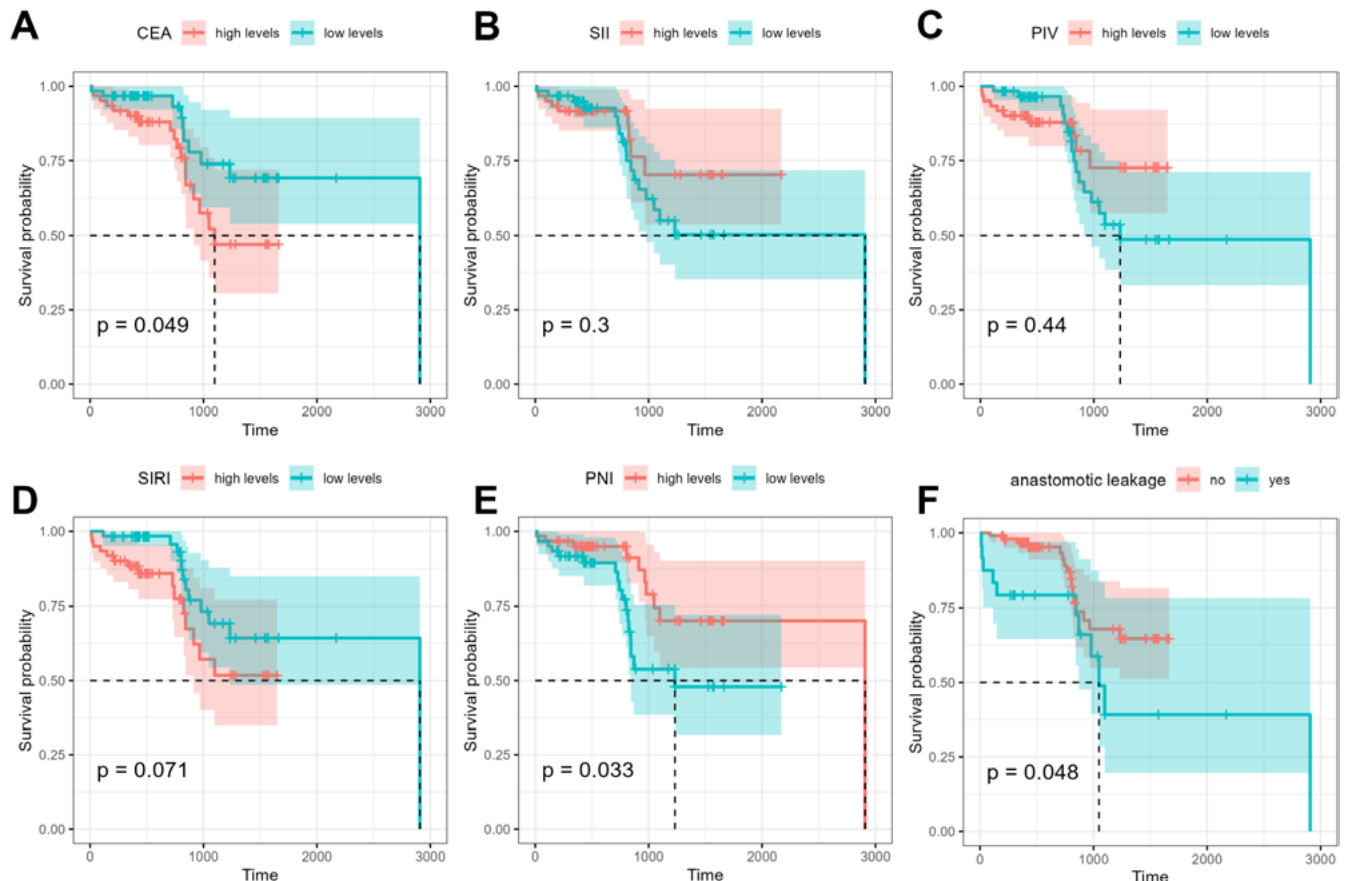 A CEA high levels low levels
B SII high levels low levels
C PIV high levels low levels
Survival probability
1.00
0.75
0.50
0.25
0.00
p = 0.049
0 1000 2000 3000
Time
Survival probability
1.00
0.75
0.50
0.25
0.00
p = 0.3
0 1000 2000 3000
Time
Survival probability
1.00
0.75
0.50
0.25
0.00
p = 0.44
0 1000 2000 3000
Time
D SIRI high levels low levels
E PNI high levels low levels
F anastomotic leakage no yes
Survival probability
1.00
0.75
0.50
0.25
0.00
p = 0.071
0 1000 2000 3000
Time
Survival probability
1.00
0.75
0.50
0.25
0.00
p = 0.033
0 1000 2000 3000
Time
Survival probability
1.00
0.75
0.50
0.25
0.00
p = 0.048
0 1000 2000 3000
Time